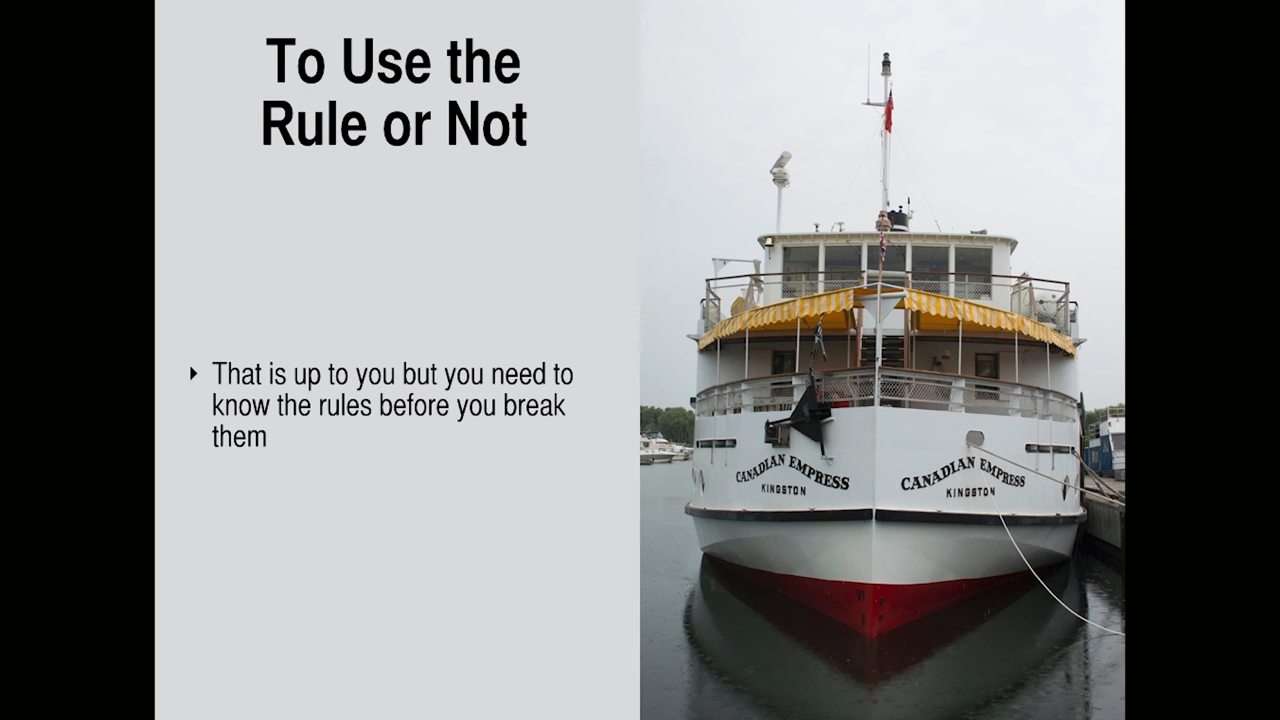 To Use the
Rule or Not
That is up to you but you need to
know the rules before you break
them
CANADIAN EMPRESS
KINGSTON
CANADIAN EMPRESS
KINGSTON